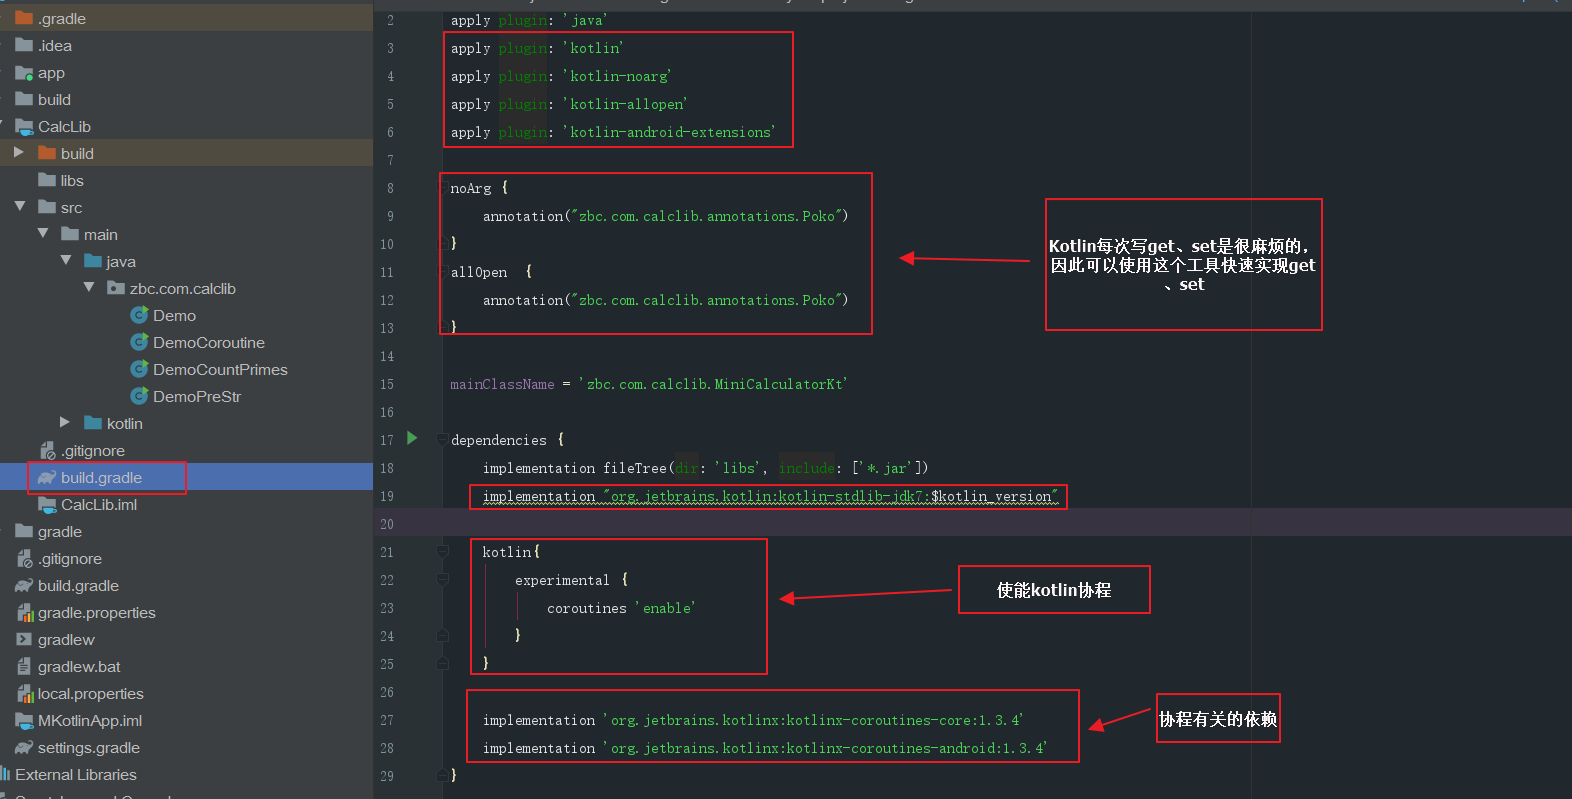 .gradle
.idea
app
build
CalcLib
build
libs
src
main
java
zbc.com.calclib
Demo
DemoCoroutine
DemoCountPrimes
DemoPreStr
kotlin
.gitignore
build.gradle
CalcLib.iml
gradle
.gitignore
build.gradle
gradle.properties
gradlew
gradlew.bat
local.properties
MKotlinApp.iml
settings.gradle
External Libraries
2 apply plugin: 'java'
3 apply plugin: 'kotlin'
4 apply plugin: 'kotlin-noarg'
5 apply plugin: 'kotlin-allopen'
6 apply plugin: 'kotlin-android-extensions'
7
8 noArg {
9 annotation("zbc.com.calclib.annotations.Poko")
10 }
11 allOpen {
12 annotation("zbc.com.calclib.annotations.Poko")
13 }
14
15 mainClassName = 'zbc.com.calclib.MiniCalculatorKt'
16
17 dependencies {
18 implementation fileTree(dir: 'libs', include: ['*.jar'])
19 implementation "org.jetbrains.kotlin:kotlin-stdlib-jdk7:$kotlin_version"
20
21 kotlin{
22 experimental {
23 coroutines 'enable'
24 }
25 }
26
27 implementation 'org.jetbrains.kotlinx:kotlinx-coroutines-core:1.3.4'
28 implementation 'org.jetbrains.kotlinx:kotlinx-coroutines-android:1.3.4'
29 }
Kotlin每次写get、set是很麻烦的，
因此可以使用这个工具快速实现get
、set
使能kotlin协程
协程有关的依赖